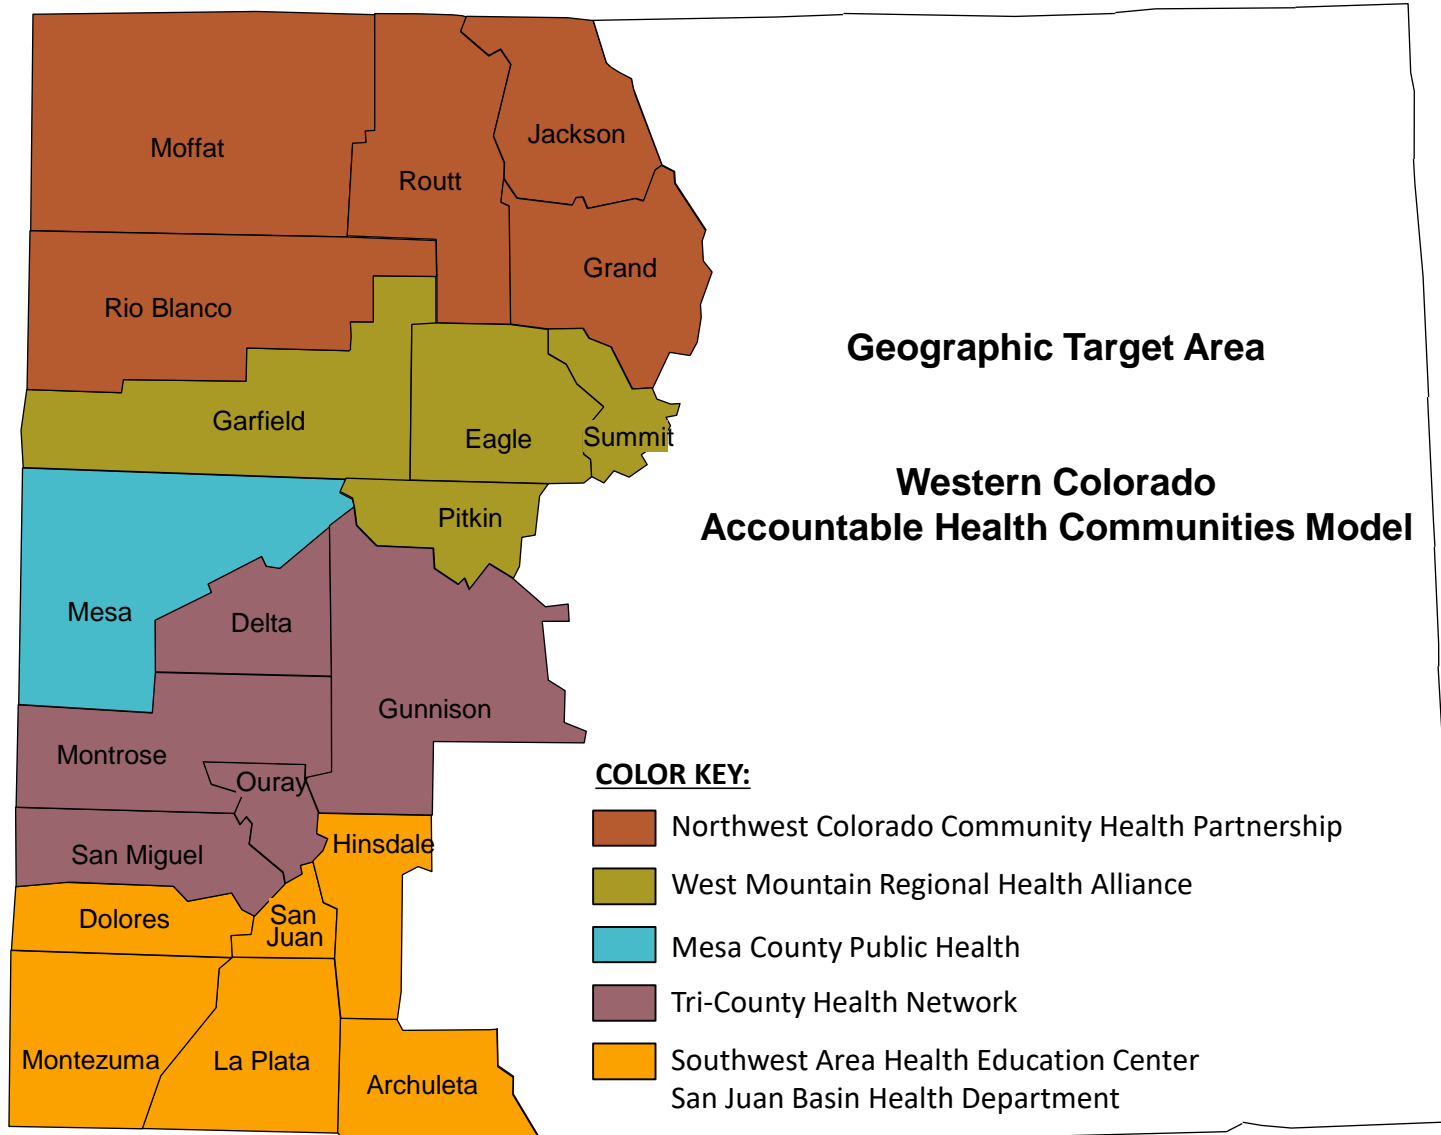 Moffat
Routt
Jackson
Grand
Rio Blanco
Garfield
Eagle
Summit
Pitkin
Mesa
Delta
Gunnison
Montrose
Ouray
San Miguel
Hinsdale
Dolores
San
Juan
Montezuma
La Plata
Archuleta
Geographic Target Area
Western Colorado
Accountable Health Communities Model
COLOR KEY:
Northwest Colorado Community Health Partnership
West Mountain Regional Health Alliance
Mesa County Public Health
Tri-County Health Network
Southwest Area Health Education Center
San Juan Basin Health Department